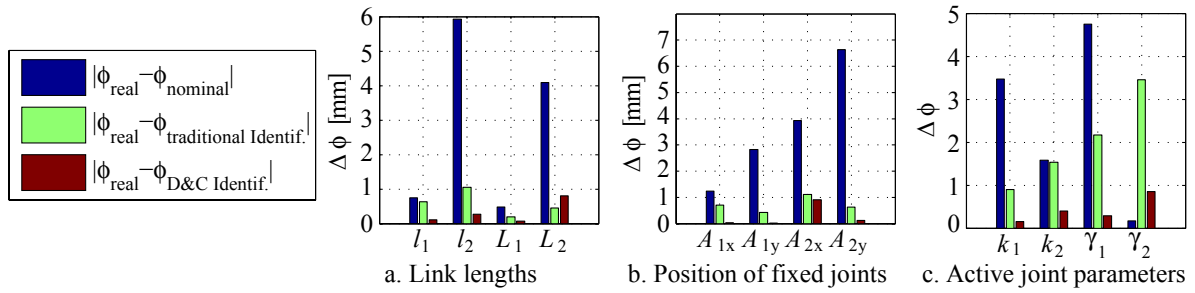 |ϕreal−ϕnominal|
|ϕreal−ϕtraditional Identif.|
|ϕreal−ϕD&C Identif.|
Δ ϕ [mm]
6
5
4
3
2
1
0
l1 l2 L1 L2
a. Link lengths
Δ ϕ [mm]
7
6
5
4
3
2
1
0
A1x A1y A2x A2y
b. Position of fixed joints
Δ ϕ
5
4
3
2
1
0
k1 k2 γ1 γ2
c. Active joint parameters